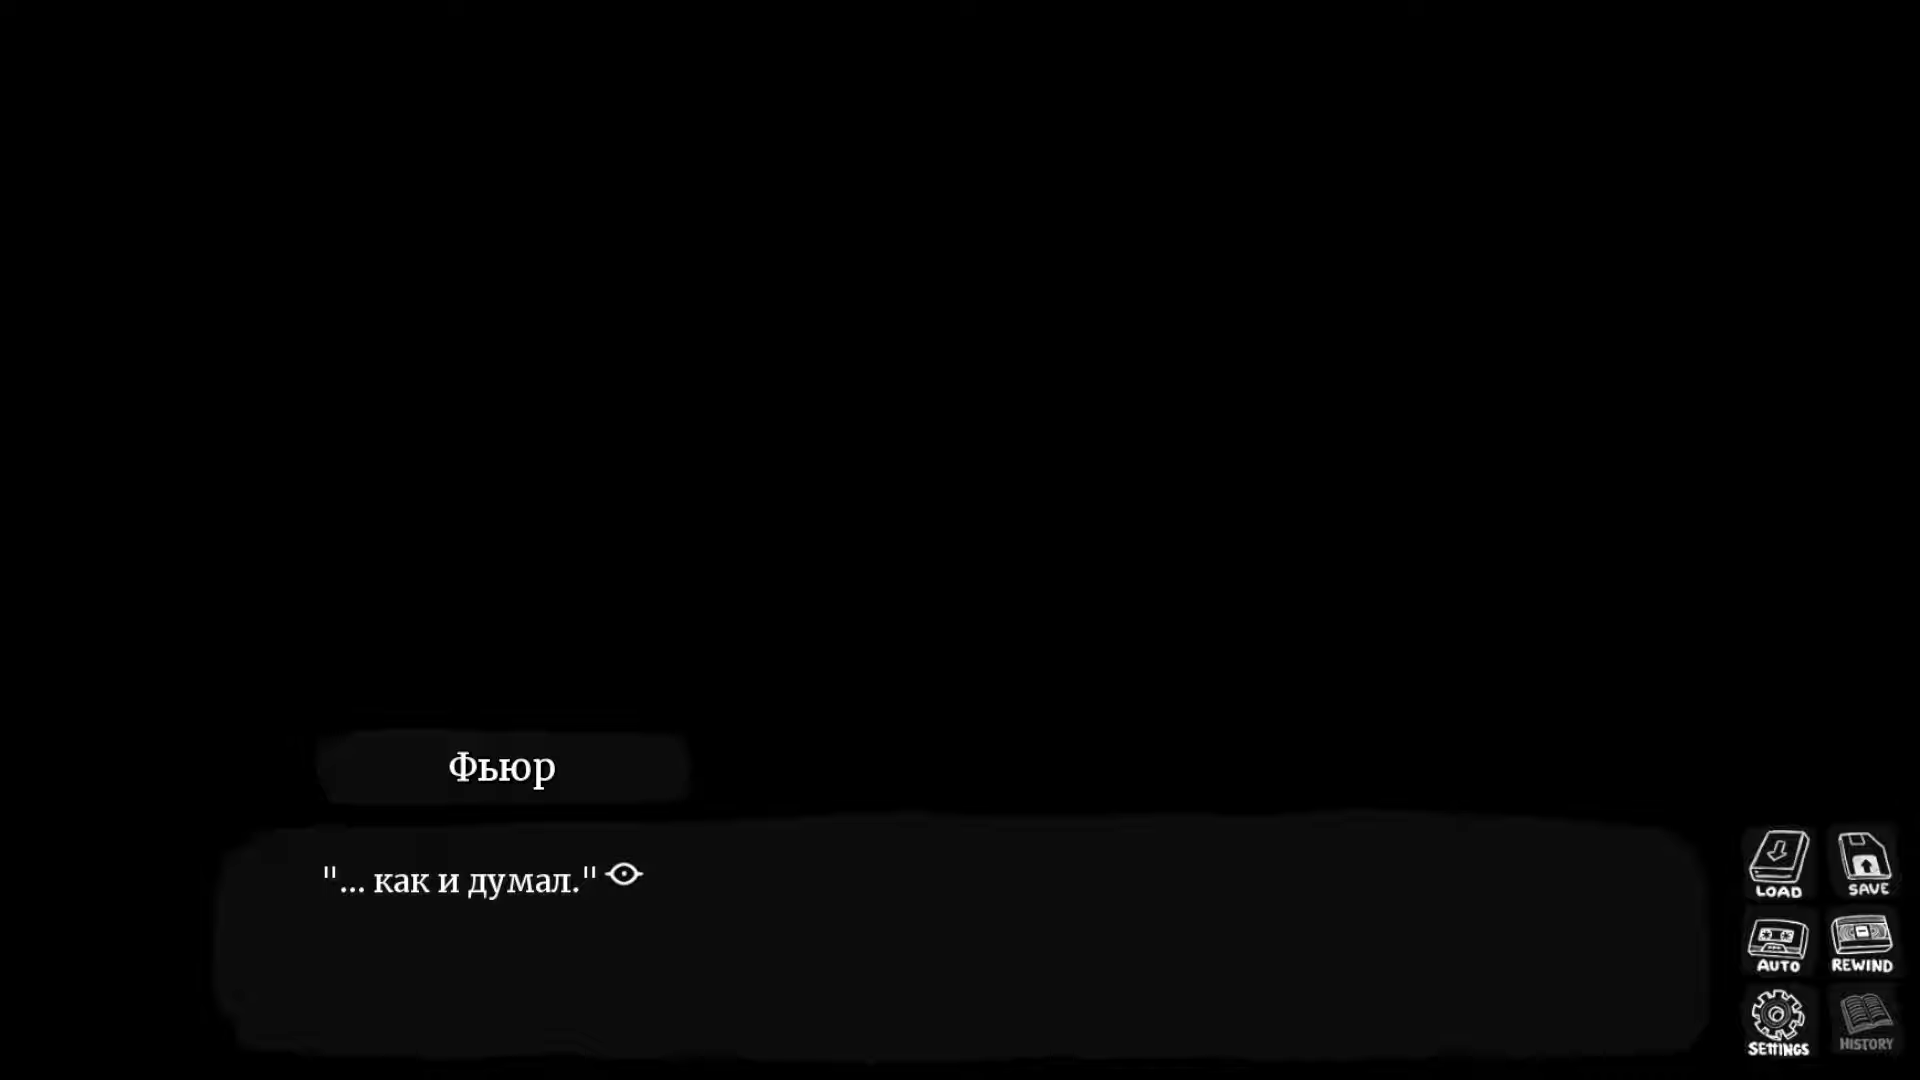 Фьюр
"... как и думал."
LOAD
SAVE
AUTO
REWIND
SETTINGS
HISTORY